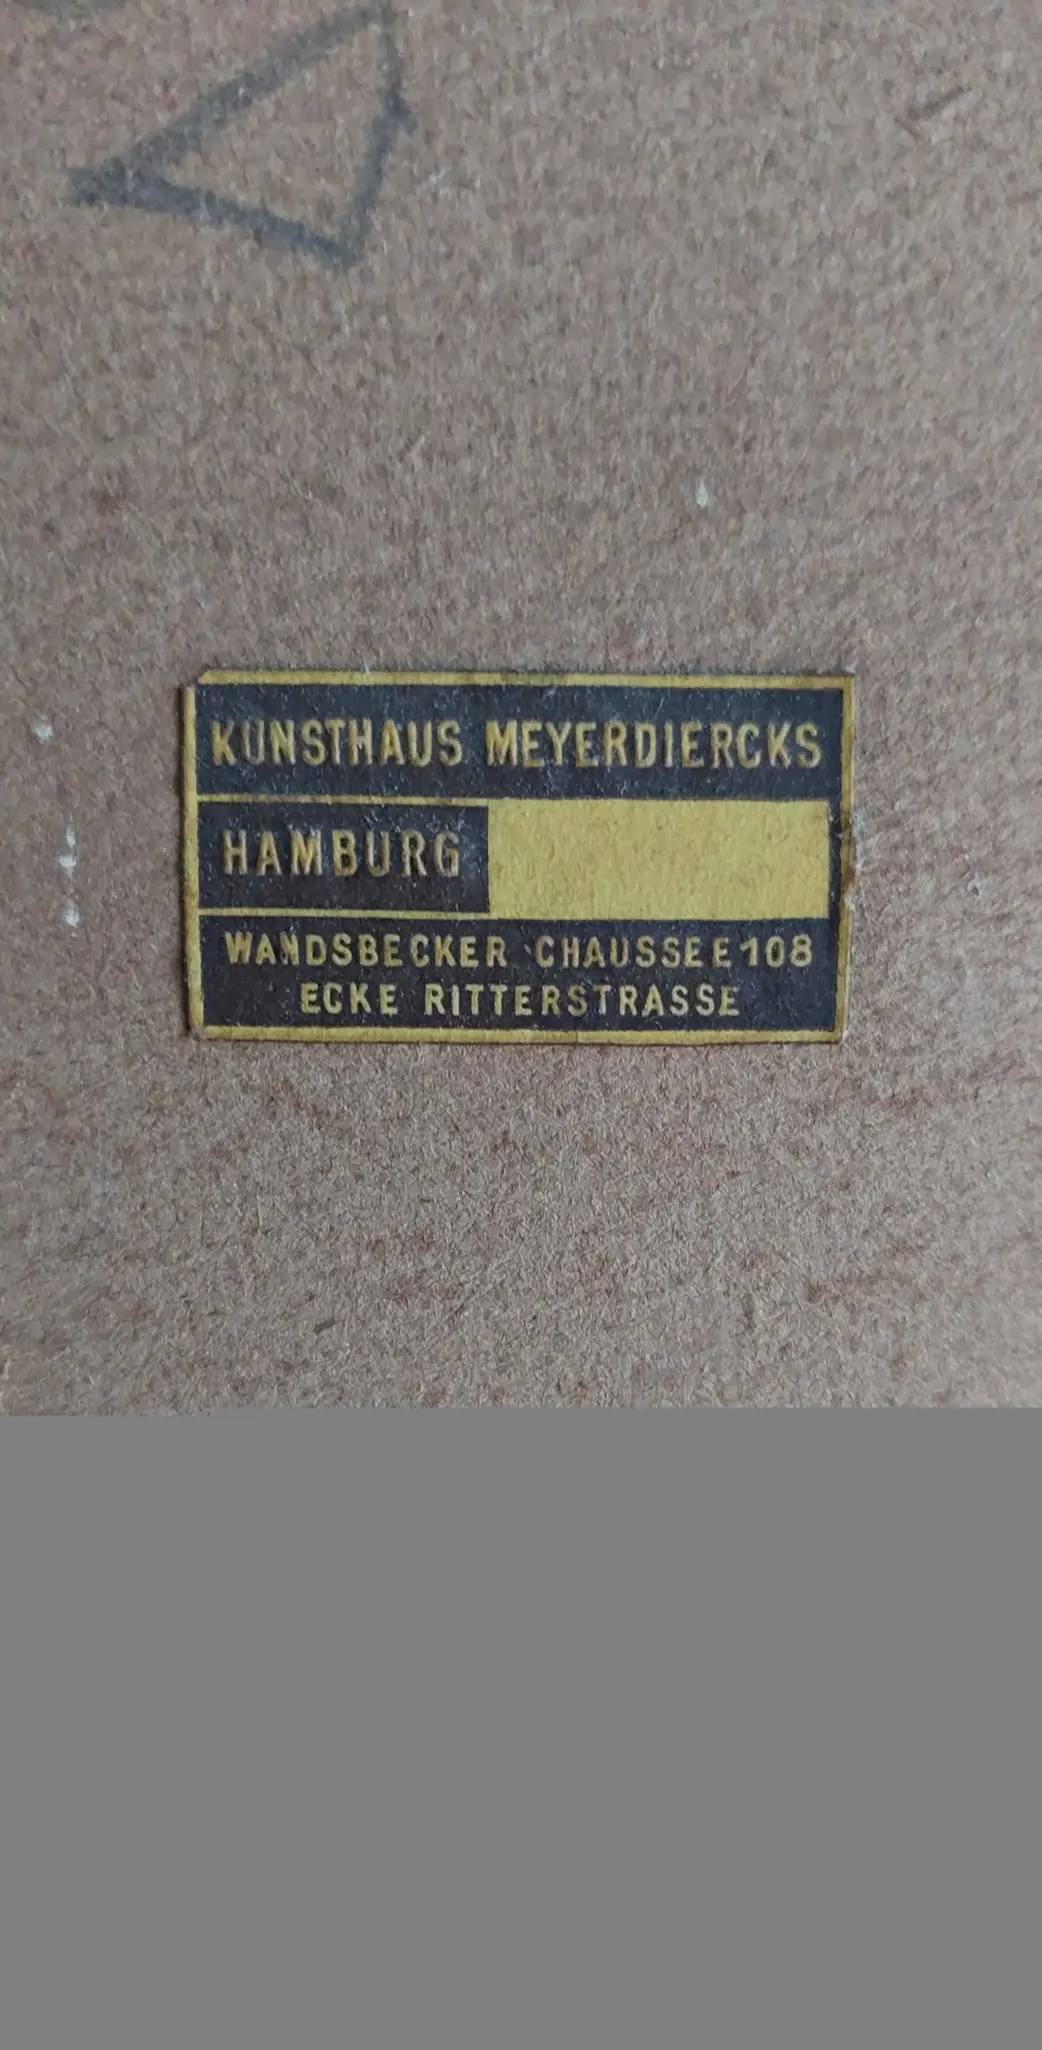 KUNSTHAUS MEYERDIERCKS
HAMBURG
WANDSBECKER CHAUSSEE 108
ECKE RITTERSTRASSE